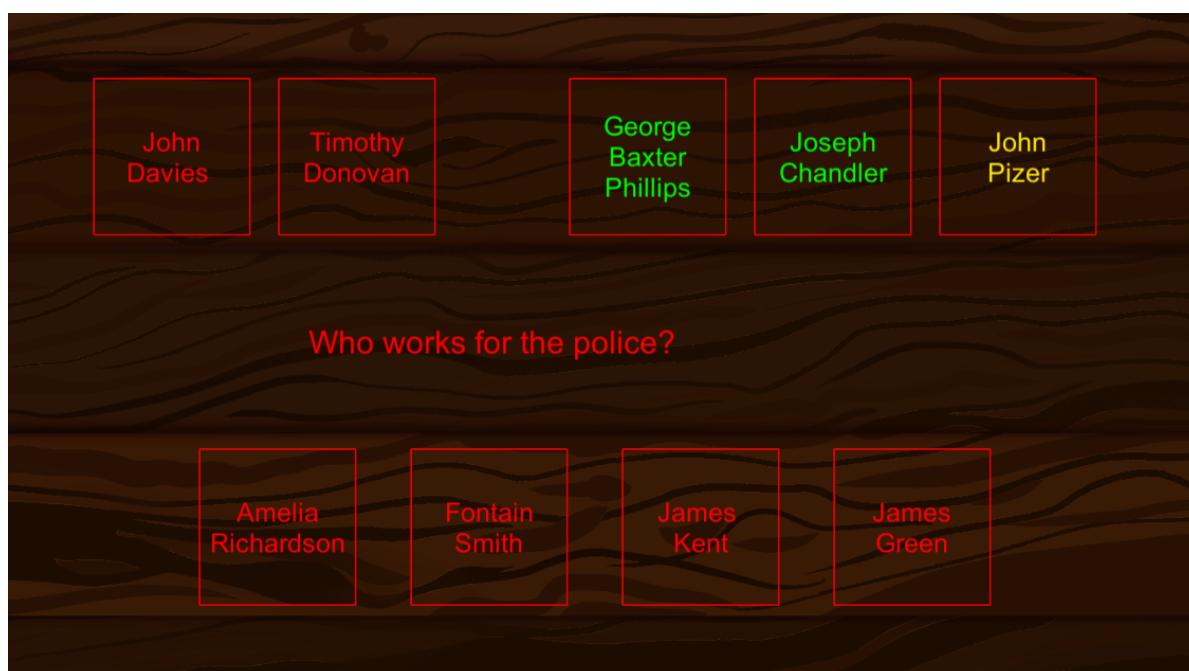 John
Davies
Timothy
Donovan
George
Baxter
Phillips
Joseph
Chandler
John
Pizer
Who works for the police?
Amelia
Richardson
Fontain
Smith
James
Kent
James
Green